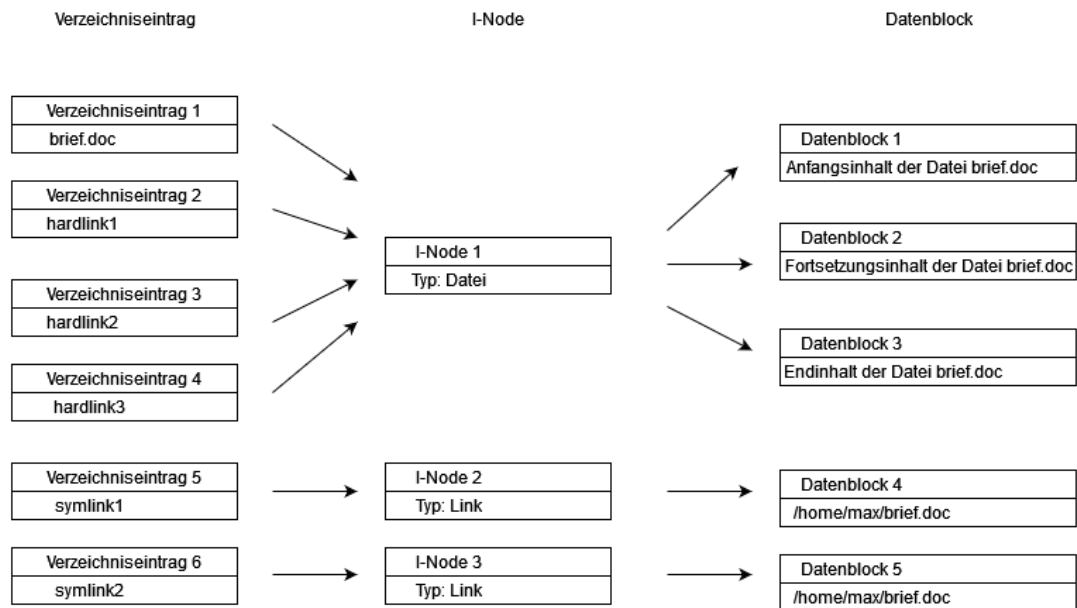 Verzeichniseintrag
I-Node
Datenblock
Verzeichniseintrag 1
brief.doc
Verzeichniseintrag 2
hardlink1
Verzeichniseintrag 3
hardlink2
Verzeichniseintrag 4
hardlink3
Verzeichniseintrag 5
symlink1
Verzeichniseintrag 6
symlink2
I-Node 1
Typ: Datei
I-Node 2
Typ: Link
I-Node 3
Typ: Link
Datenblock 1
Anfangsinhalt der Datei brief.doc
Datenblock 2
Fortsetzungsinhalt der Datei brief.doc
Datenblock 3
Endinhalt der Datei brief.doc
Datenblock 4
/home/max/brief.doc
Datenblock 5
/home/max/brief.doc